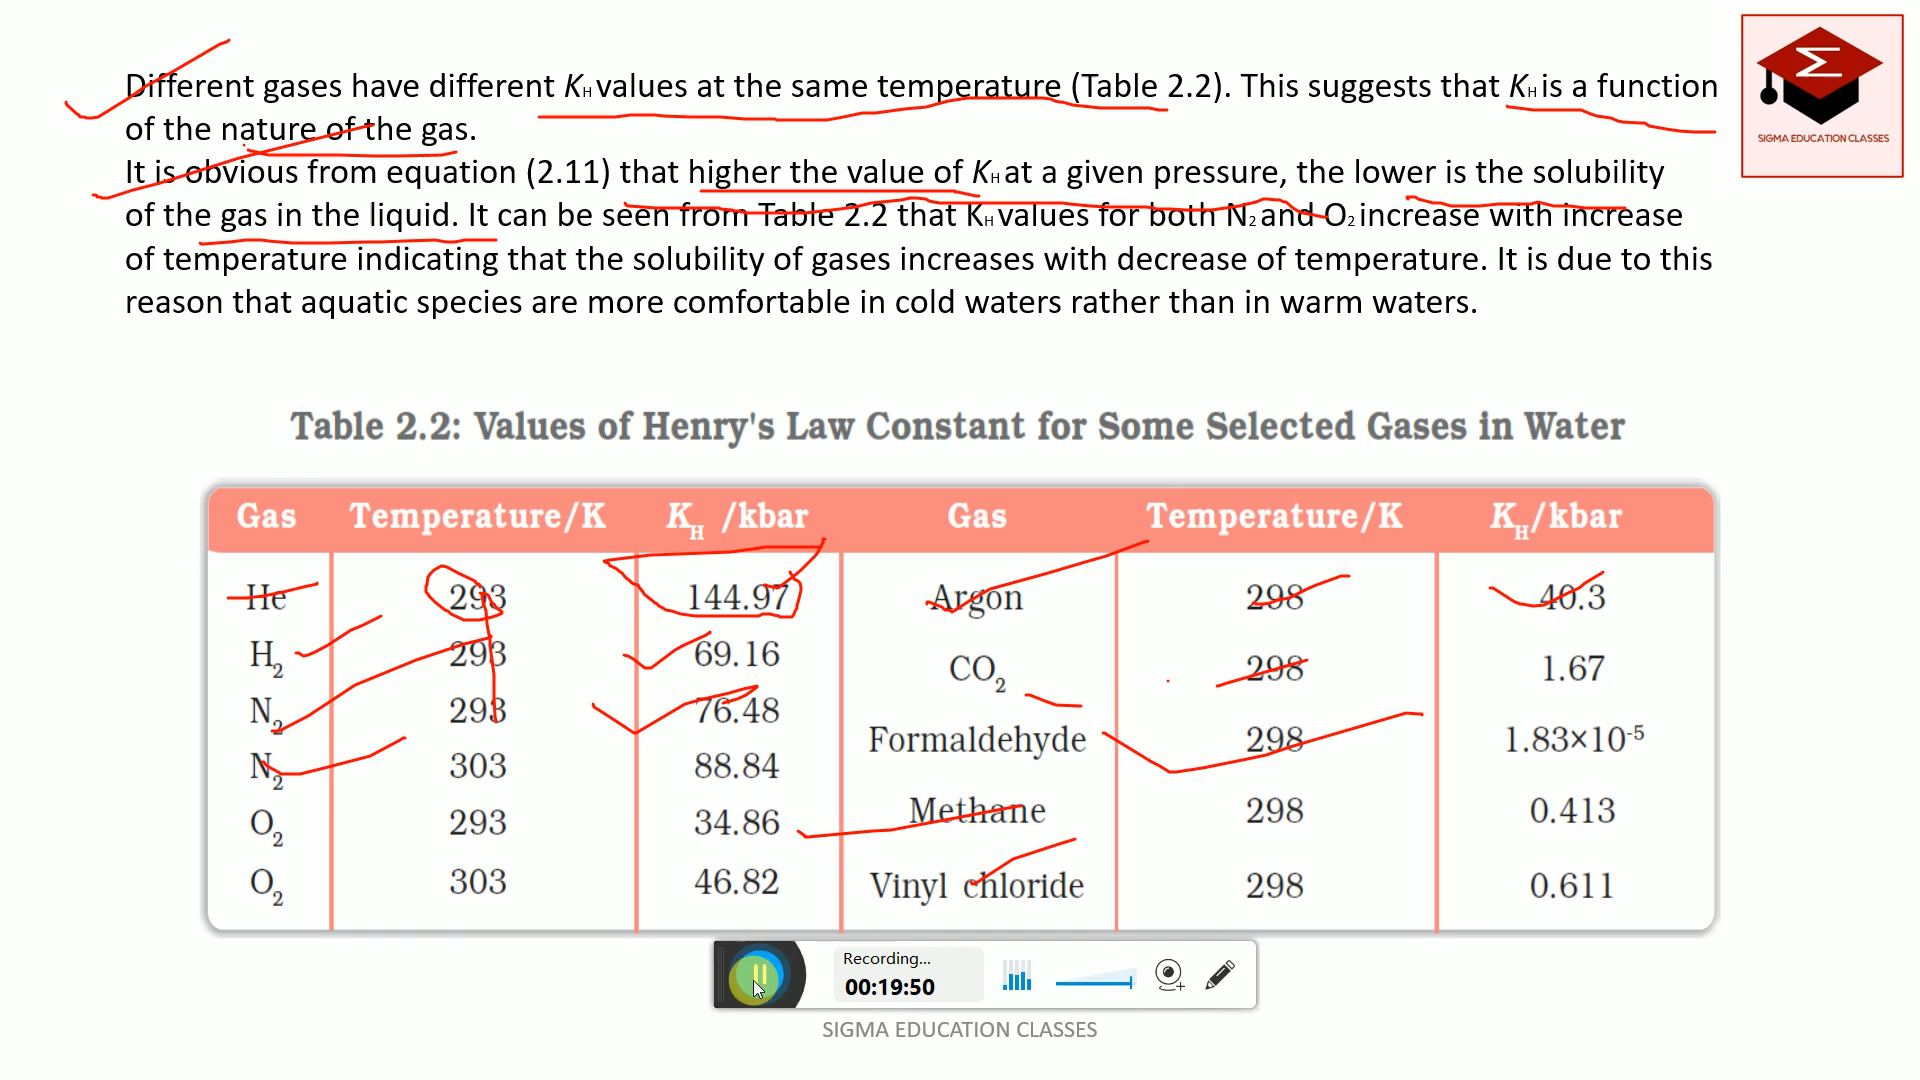 Different gases have different KH values at the same temperature (Table 2.2). This suggests that KH is a function
of the nature of the gas.
It is obvious from equation (2.11) that higher the value of KH at a given pressure, the lower is the solubility
of the gas in the liquid. It can be seen from Table 2.2 that KH values for both N2 and O2 increase with increase
of temperature indicating that the solubility of gases increases with decrease of temperature. It is due to this
reason that aquatic species are more comfortable in cold waters rather than in warm waters.
Σ
SIGMA EDUCATION CLASSES
Table 2.2: Values of Henry's Law Constant for Some Selected Gases in Water
Gas Temperature/K KH /kbar Gas Temperature/K KH/kbar
He 293 144.97 Argon 298 40.3
H2 293 69.16 CO2 298 1.67
N2 293 76.48 Formaldehyde 298 1.83×10-5
N2 303 88.84 Methane 298 0.413
O2 293 34.86 Vinyl chloride 298 0.611
O2 303 46.82
Recording...
00:19:50
SIGMA EDUCATION CLASSES